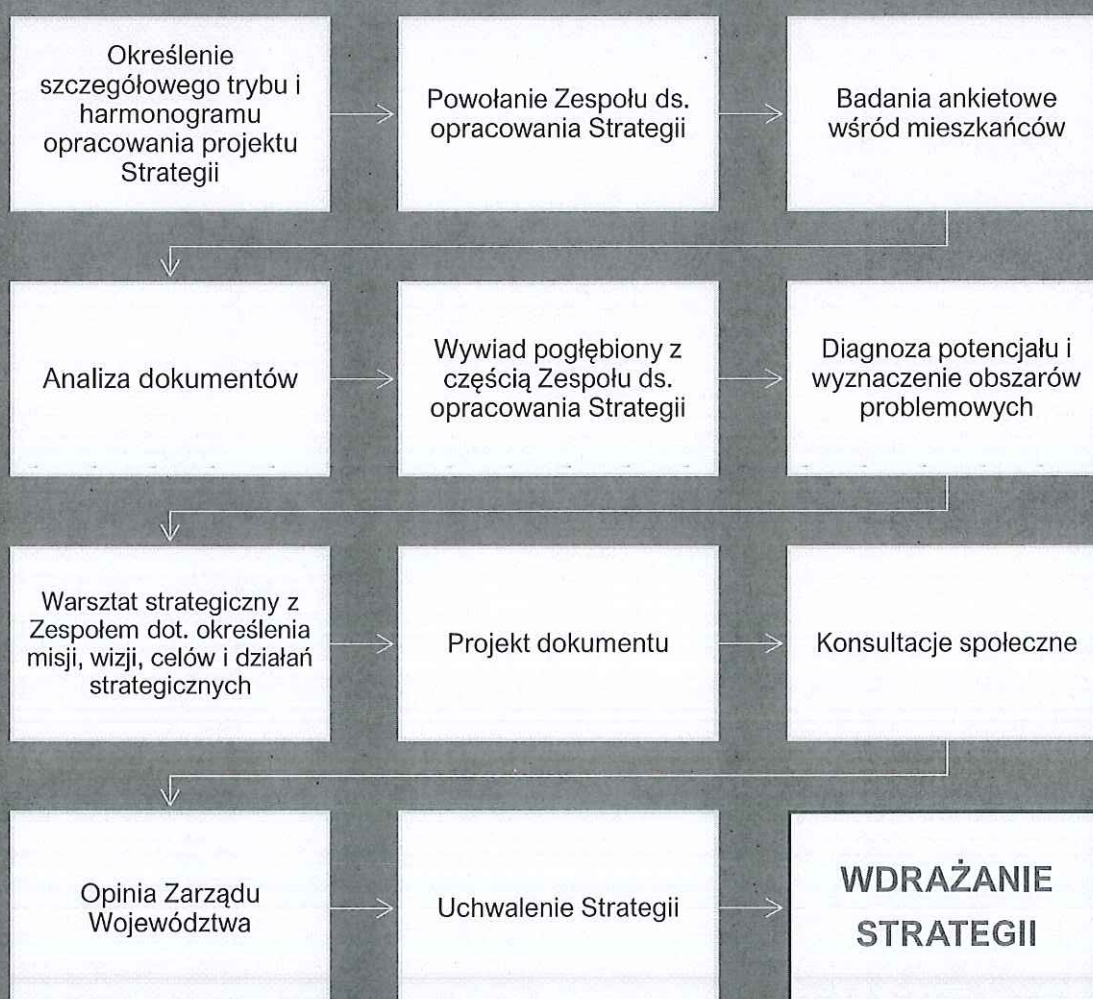 Określenie
szczegółowego trybu i
harmonogramu
opracowania projektu
Strategii
Powołanie Zespołu ds.
opracowania Strategii
Badania ankietowe
wśród mieszkańców
Analiza dokumentów
Wywiad pogłębiony z
częścią Zespołu ds.
opracowania Strategii
Diagnoza potencjału i
wyznaczenie obszarów
problemowych
Warsztat strategiczny z
Zespołem dot. określenia
misji, wizji, celów i działań
strategicznych
Projekt dokumentu
Konsultacje społeczne
Opinia Zarządu
Województwa
Uchwalenie Strategii
WDRAŻANIE
STRATEGII